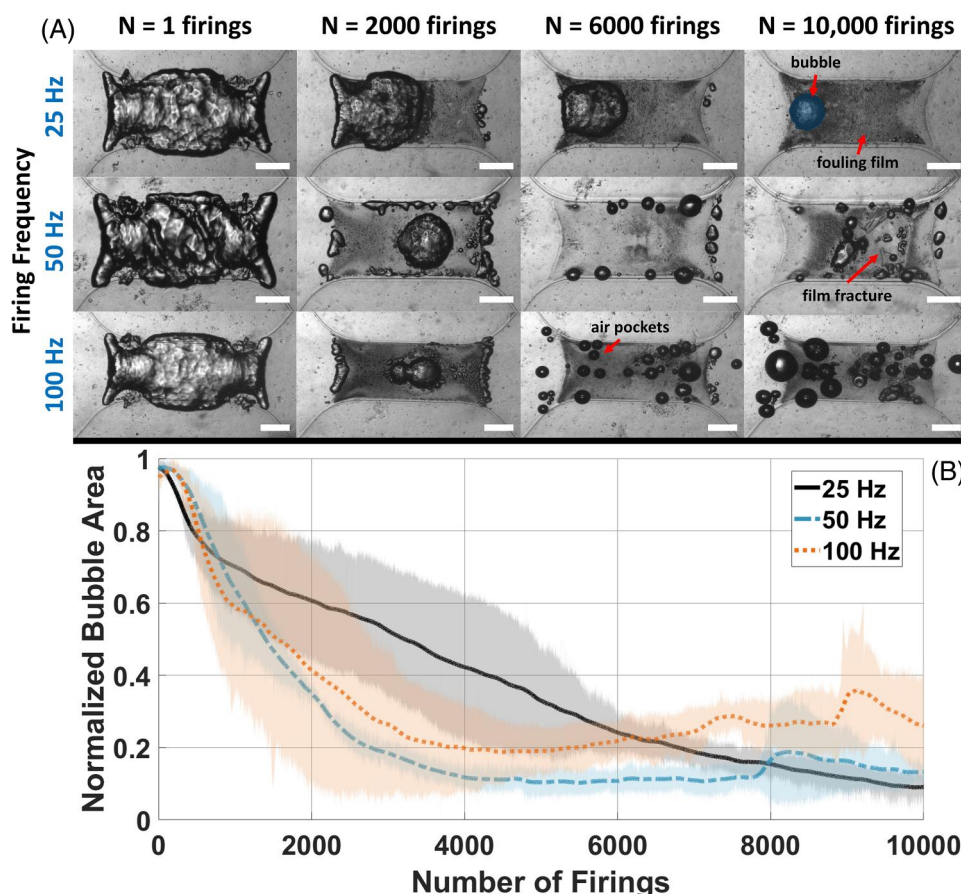 (A)
N = 1 firings
N = 2000 firings
N = 6000 firings
N = 10,000 firings
Firing Frequency
25 Hz
bubble
fouling film
50 Hz
film fracture
100 Hz
air pockets
(B)
1
0.8
0.6
0.4
0.2
0
Normalized Bubble Area
25 Hz
50 Hz
100 Hz
0
2000
4000
6000
8000
10000
Number of Firings